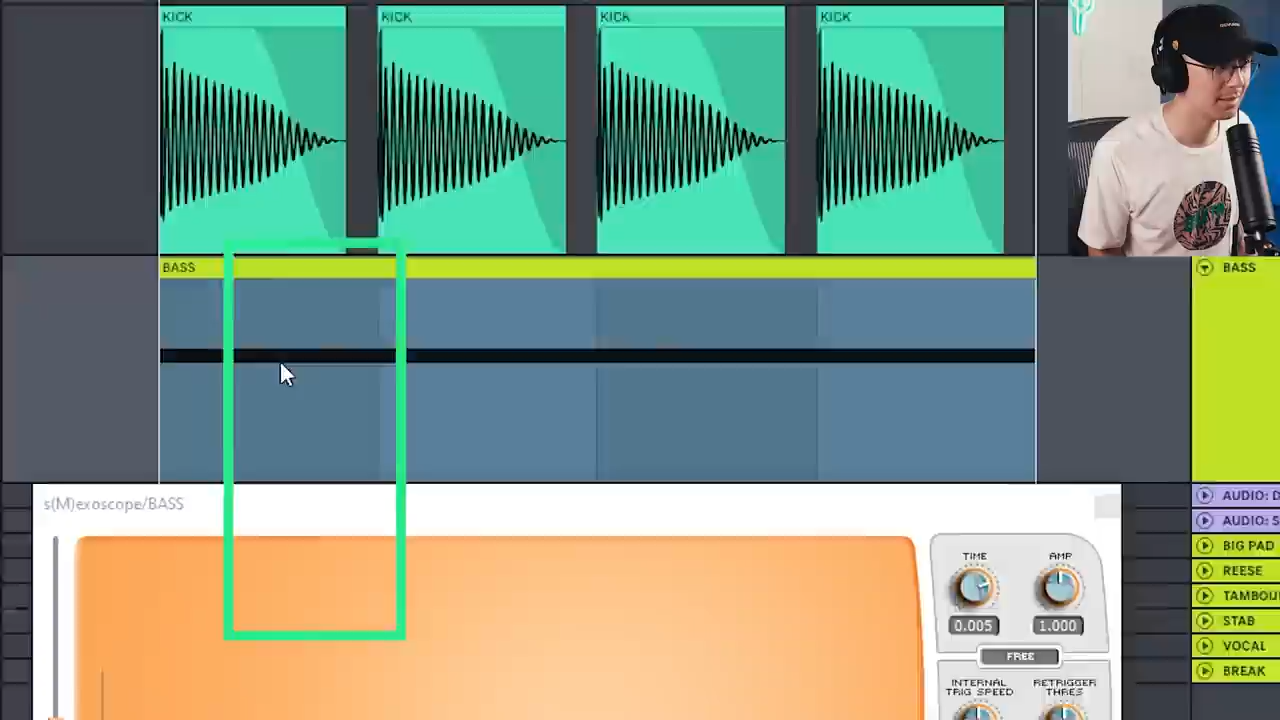 KICK KICK KICK KICK
BASS
BASS
s(M)exoscope/BASS
TIME AMP
0.005 1.000
FREE
INTERNAL TRIG SPEED
RETRIGGER THRES
AUDIO: D
AUDIO: S
BIG PAD
REESE
TAMBOU
STAB
VOCAL
BREAK